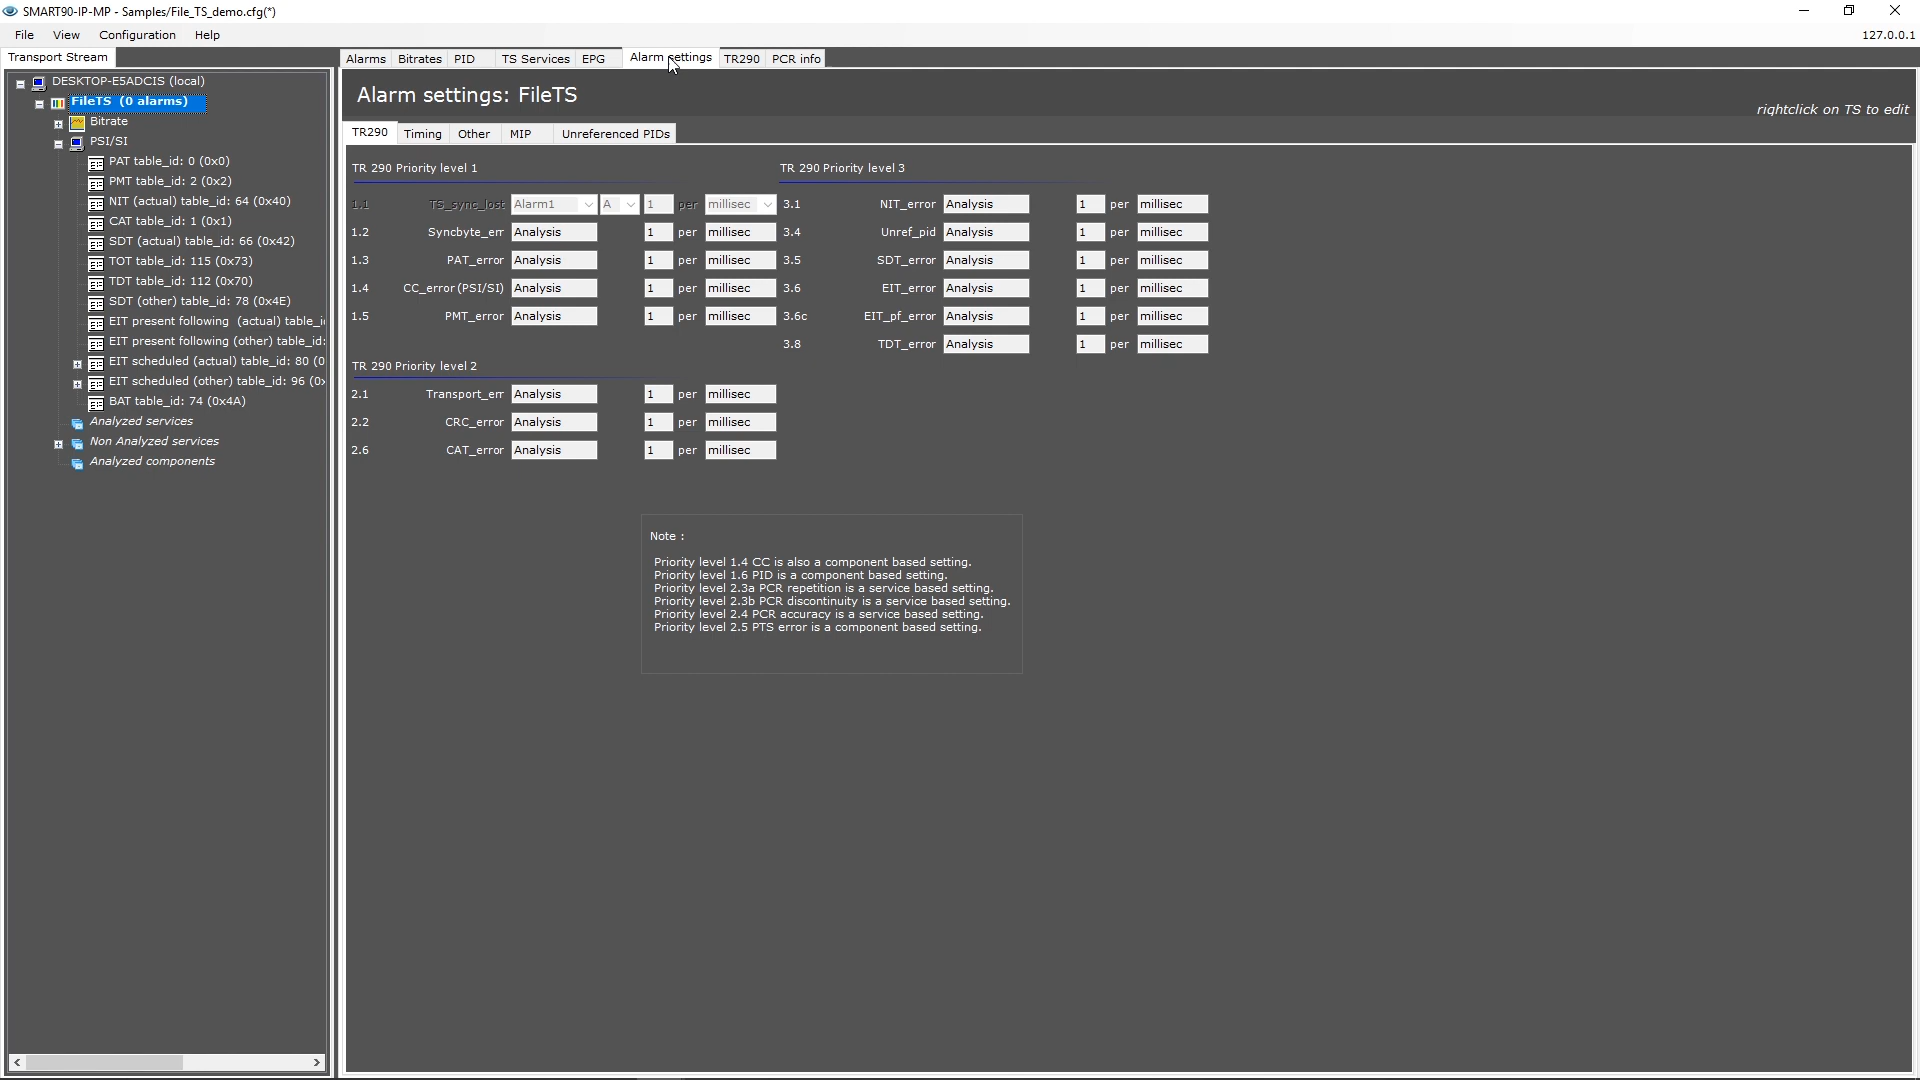 SMART90-IP-MP - Samples/File_TS_demo.cfg(*)
File View Configuration Help
127.0.0.1
Transport Stream
DESKTOP-E5ADCIS (local)
FileTS (0 alarms)
Bitrate
PSI/SI
PAT table_id: 0 (0x0)
PMT table_id: 2 (0x2)
NIT (actual) table_id: 64 (0x40)
CAT table_id: 1 (0x1)
SDT (actual) table_id: 66 (0x42)
TOT table_id: 115 (0x73)
TDT table_id: 112 (0x70)
SDT (other) table_id: 78 (0x4E)
EIT present following (actual) table_i
EIT present following (other) table_id:
EIT scheduled (actual) table_id: 80 (0
EIT scheduled (other) table_id: 96 (0x
BAT table_id: 74 (0x4A)
Analyzed services
Non Analyzed services
Analyzed components
Alarms Bitrates PID TS Services EPG Alarm settings TR290 PCR info
Alarm settings: FileTS
rightclick on TS to edit
TR290 Timing Other MIP Unreferenced PIDs
TR 290 Priority level 1
1.1 TS_sync_lost Alarm1 A 1 per millisec
1.2 Syncbyte_err Analysis 1 per millisec
1.3 PAT_error Analysis 1 per millisec
1.4 CC_error(PSI/SI) Analysis 1 per millisec
1.5 PMT_error Analysis 1 per millisec
TR 290 Priority level 2
2.1 Transport_err Analysis 1 per millisec
2.2 CRC_error Analysis 1 per millisec
2.6 CAT_error Analysis 1 per millisec
TR 290 Priority level 3
3.1 NIT_error Analysis 1 per millisec
3.4 Unref_pid Analysis 1 per millisec
3.5 SDT_error Analysis 1 per millisec
3.6 EIT_error Analysis 1 per millisec
3.6c EIT_pf_error Analysis 1 per millisec
3.8 TDT_error Analysis 1 per millisec
Note :
Priority level 1.4 CC is also a component based setting.
Priority level 1.6 PID is a component based setting.
Priority level 2.3a PCR repetition is a service based setting.
Priority level 2.3b PCR discontinuity is a service based setting.
Priority level 2.4 PCR accuracy is a service based setting.
Priority level 2.5 PTS error is a component based setting.